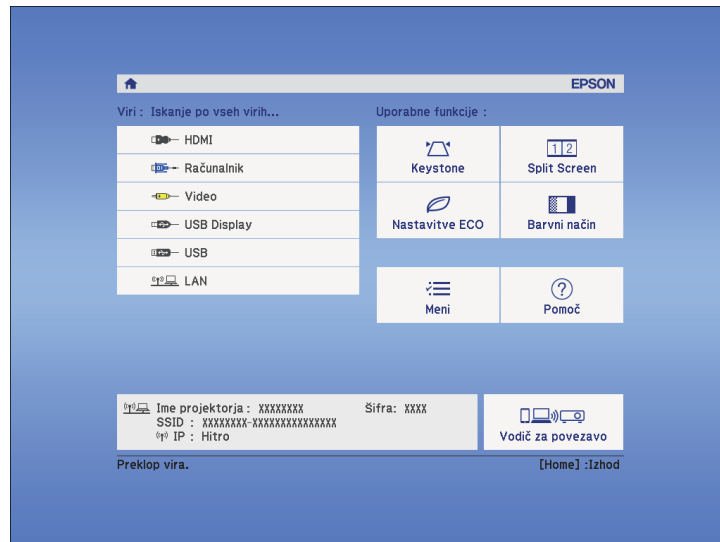 EPSON
Viri : Iskanje po vseh virih...
Uporabne funkcije :
HDMI
Računalnik
Video
USB Display
USB
LAN
Keystone
1 2
Split Screen
Nastavitve ECO
Barvni način
Meni
?
Pomoč
Ime projektorja : XXXXXXXX Šifra: XXXX
SSID : XXXXXXXX-XXXXXXXXXXXXXXX
IP : Hitro
Vodič za povezavo
Preklop vira.
[Home] :Izhod